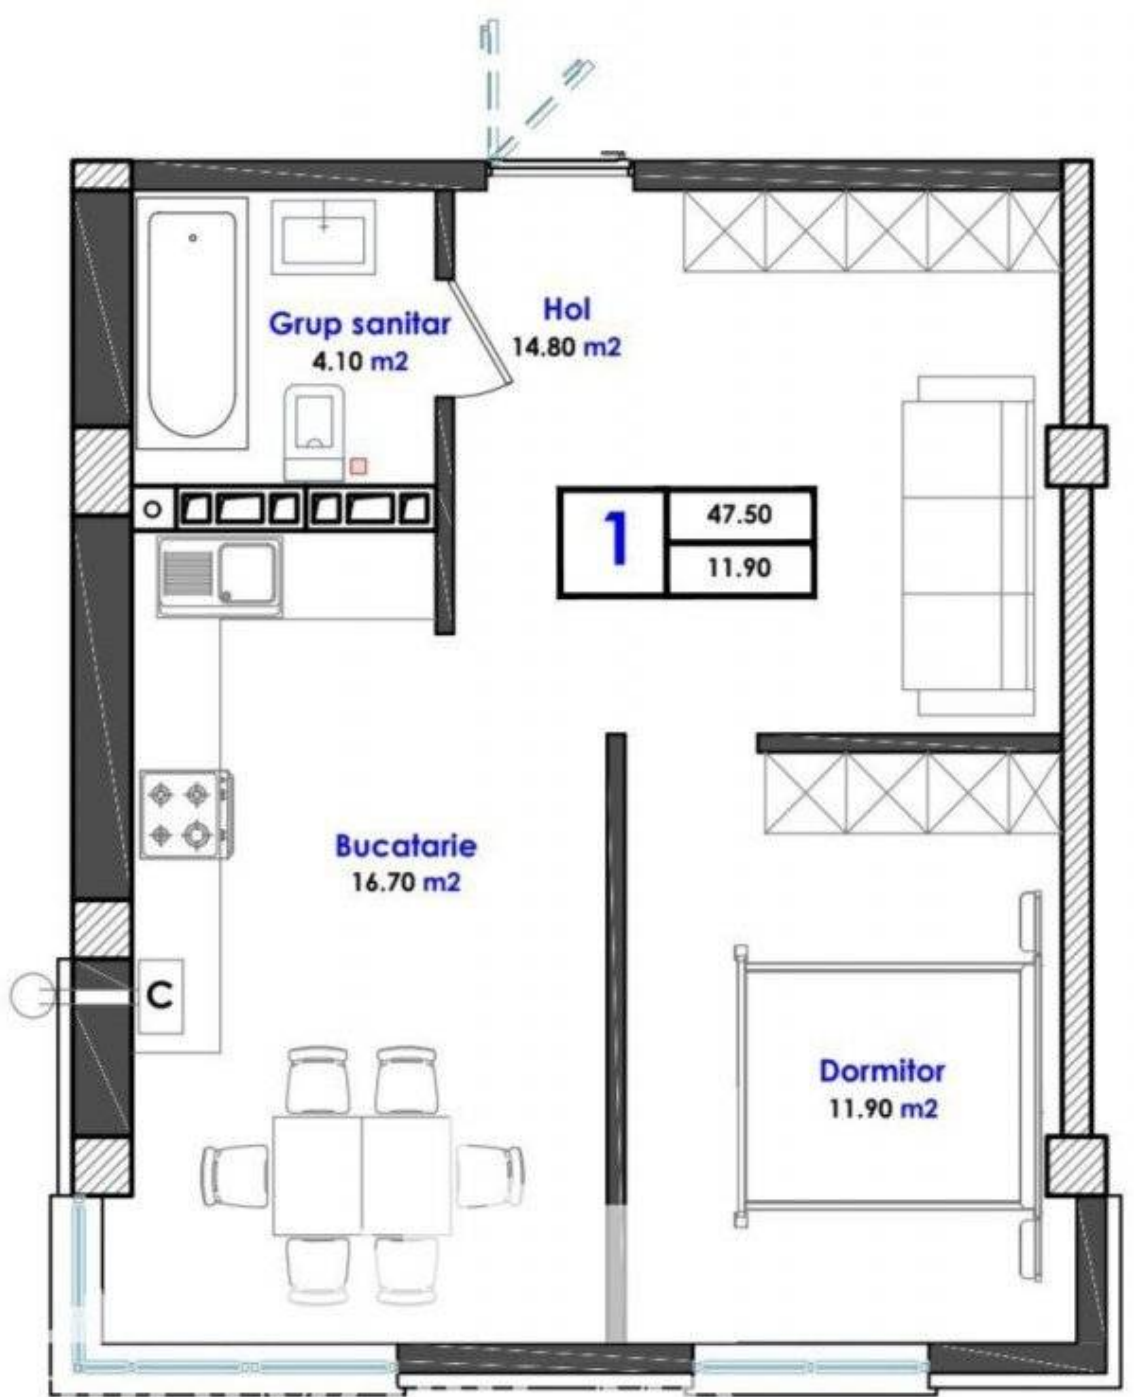 Grup sanitar
4.10 m2
Hol
14.80 m2
1
47.50
11.90
Bucatarie
16.70 m2
C
Dormitor
11.90 m2